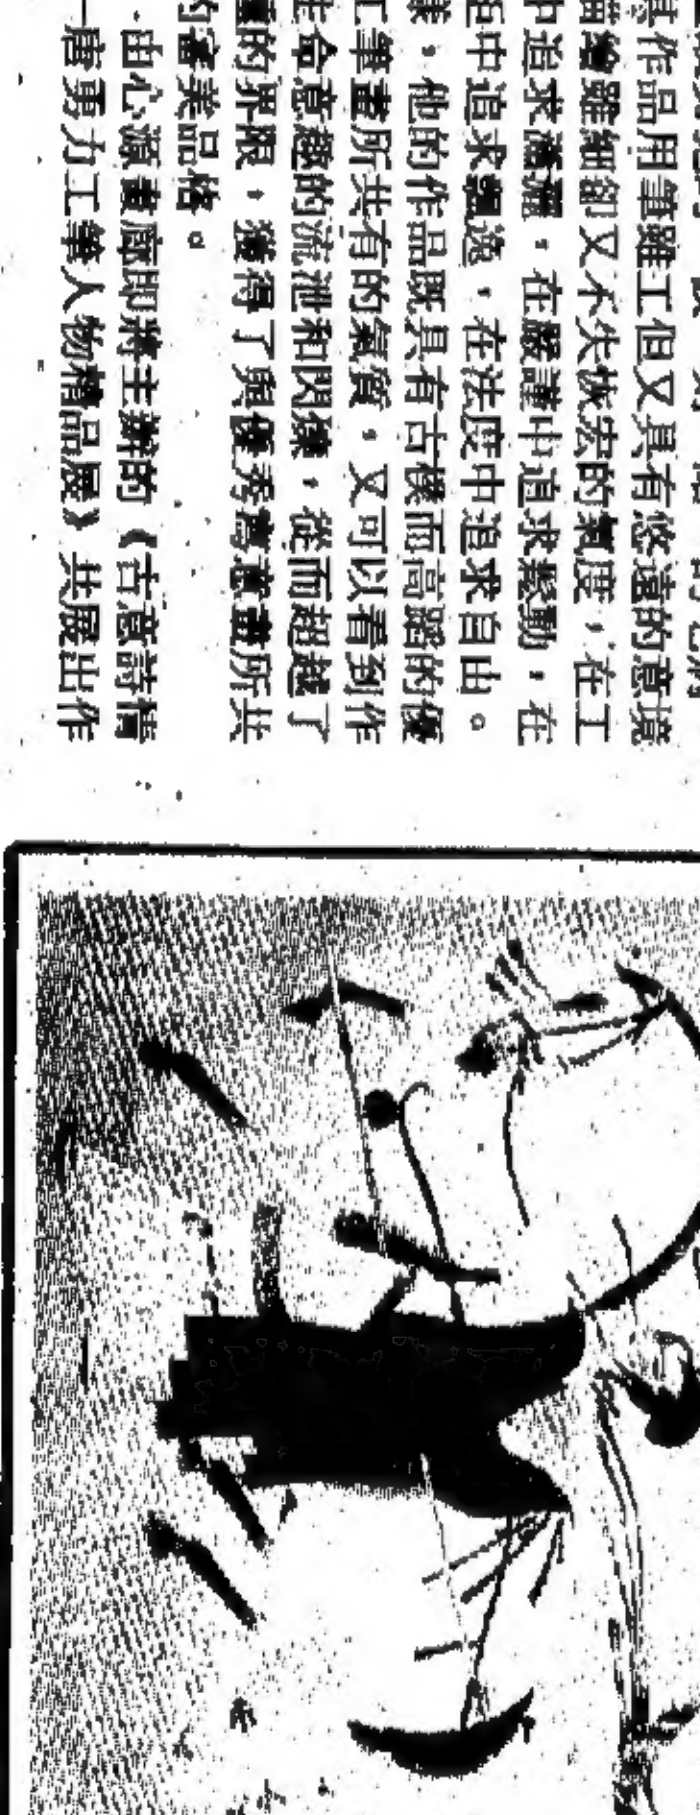 作品用筆雖工但又具有悠遠的意境
描繪雖細卻又不失恢宏的氣度，在工
中追求瀟灑，在嚴謹中追求鬆動，在
矩中追求飄逸，在法度中追求自由。
樣，他的作品既具有古樸而高蹈的優
工筆畫所共有的氣質，又可以看到作
生命意趣的流泄和閃爍，從而超越了
的界限，獲得了與優秀寫意畫所共
的審美品格。
由心源畫廊即將主辦的《古意詩情
—唐勇力工筆人物精品展》共展出作